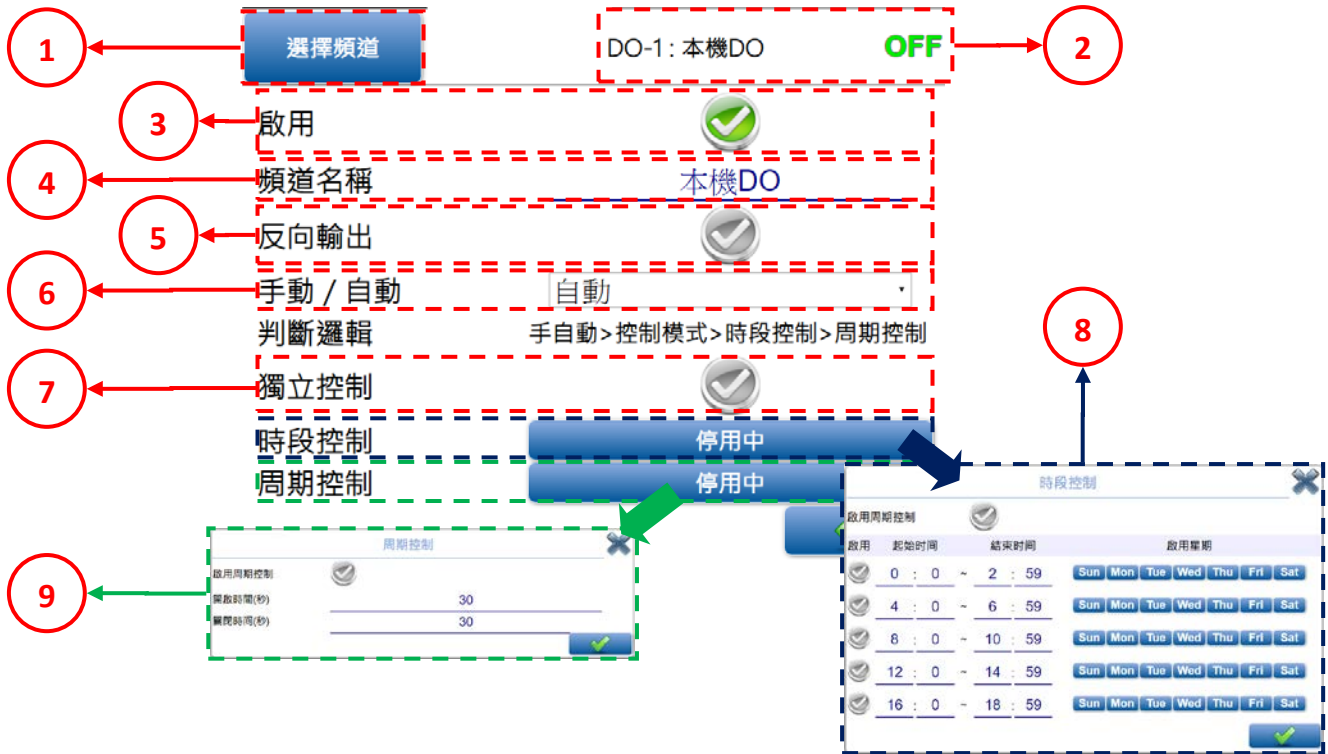 1
選擇頻道
DO-1 : 本機DO
OFF
2
3
啟用
4
頻道名稱
本機DO
5
反向輸出
6
手動 / 自動
自動
判斷邏輯
手自動>控制模式>時段控制>周期控制
8
7
獨立控制
時段控制
停用中
周期控制
停用中
時段控制
啟用周期控制
啟用 起始时间 結束时间 啟用星期
0 : 0 ~ 2 : 59 Sun Mon Tue Wed Thu Fri Sat
4 : 0 ~ 6 : 59 Sun Mon Tue Wed Thu Fri Sat
8 : 0 ~ 10 : 59 Sun Mon Tue Wed Thu Fri Sat
12 : 0 ~ 14 : 59 Sun Mon Tue Wed Thu Fri Sat
16 : 0 ~ 18 : 59 Sun Mon Tue Wed Thu Fri Sat
9
周期控制
啟用周期控制
開啟時間(秒) 30
關閉時间(秒) 30